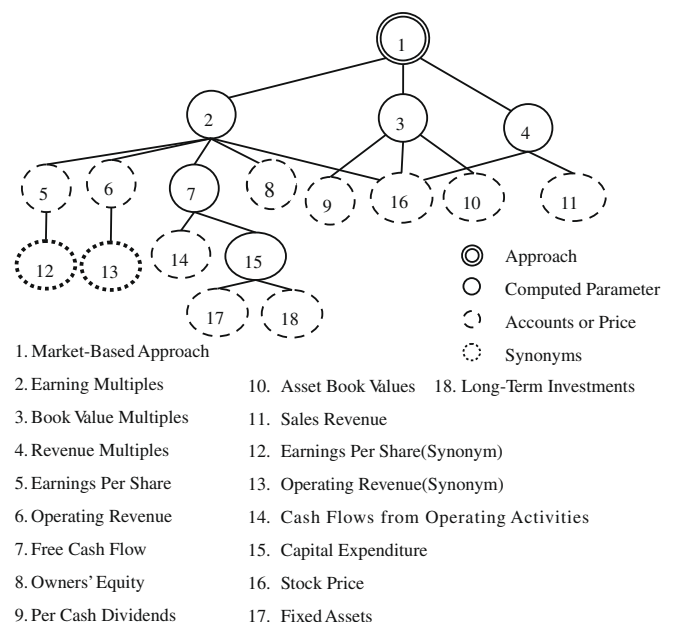 1
2
3
4
5
6
7
8
9
16
10
11
12
13
14
15
17
18
Approach
Computed Parameter
Accounts or Price
Synonyms
1. Market-Based Approach
2. Earning Multiples
3. Book Value Multiples
4. Revenue Multiples
5. Earnings Per Share
6. Operating Revenue
7. Free Cash Flow
8. Owners' Equity
9. Per Cash Dividends
10. Asset Book Values
11. Sales Revenue
12. Earnings Per Share(Synonym)
13. Operating Revenue(Synonym)
14. Cash Flows from Operating Activities
15. Capital Expenditure
16. Stock Price
17. Fixed Assets
18. Long-Term Investments